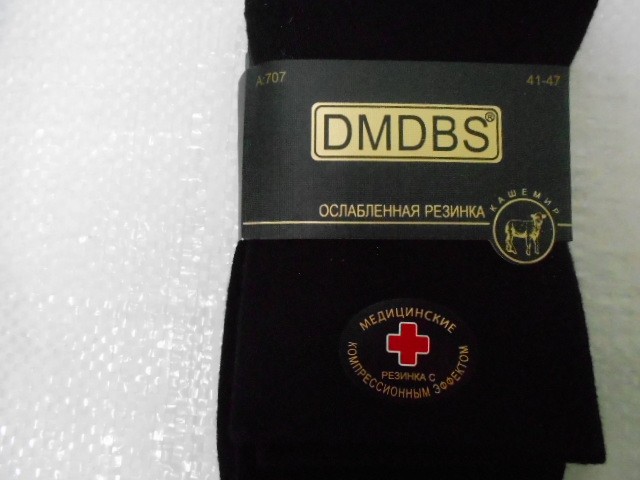 A:707
41-47
DMDBS®
ОСЛАБЛЕННАЯ РЕЗИНКА
КАШЕМИР
МЕДИЦИНСКИЕ
РЕЗИНКА С
КОМПРЕССИОННЫМ ЭФФЕКТОМ